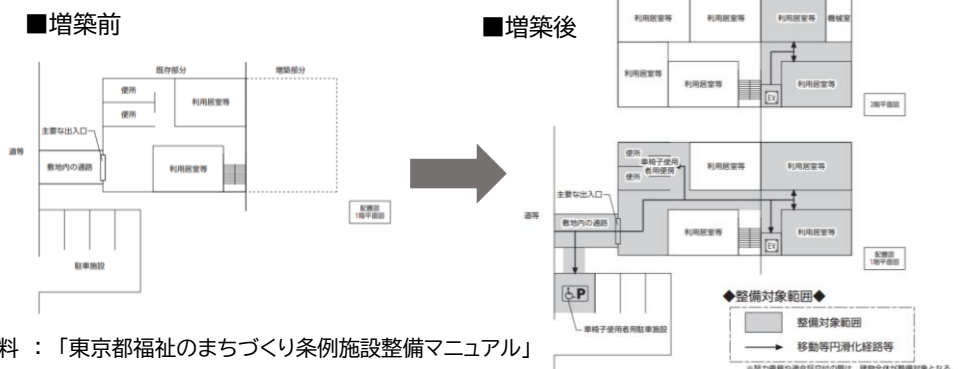 ■増築前
既存部分
増築部分
便所
便所
利用居室等
主要な出入口
道等
敷地内の通路
利用居室等
配置図
1階平面図
駐車施設
■増築後
利用居室等
利用居室等
利用居室等
機械室
利用居室等
利用居室等
利用居室等
EV
2階平面図
便所
車椅子使用
者用便房
便所
利用居室等
利用居室等
主要な出入口
道等
敷地内の通路
利用居室等
EV
利用居室等
配置図
1階平面図
P
車椅子使用者用駐車施設
◆整備対象範囲◆
整備対象範囲
移動等円滑化経路等
料 : 「東京都福祉のまちづくり条例施設整備マニュアル」